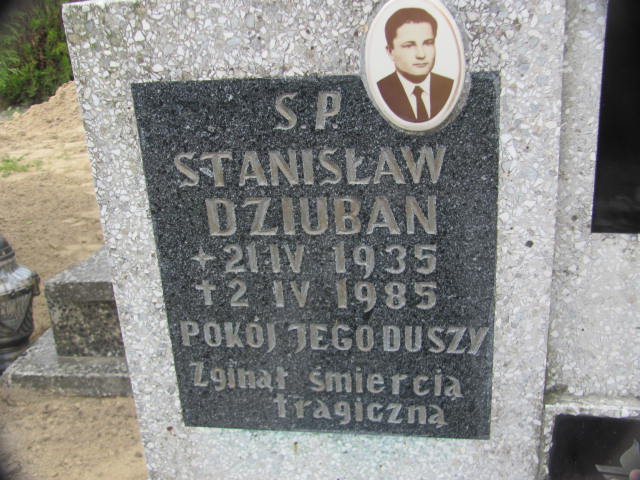 Ś.P.
STANISŁAW
DZIUBAN
* 21 IV 1935
† 2 IV 1985
POKÓJ JEGO DUSZY
Zginął śmiercią
tragiczną